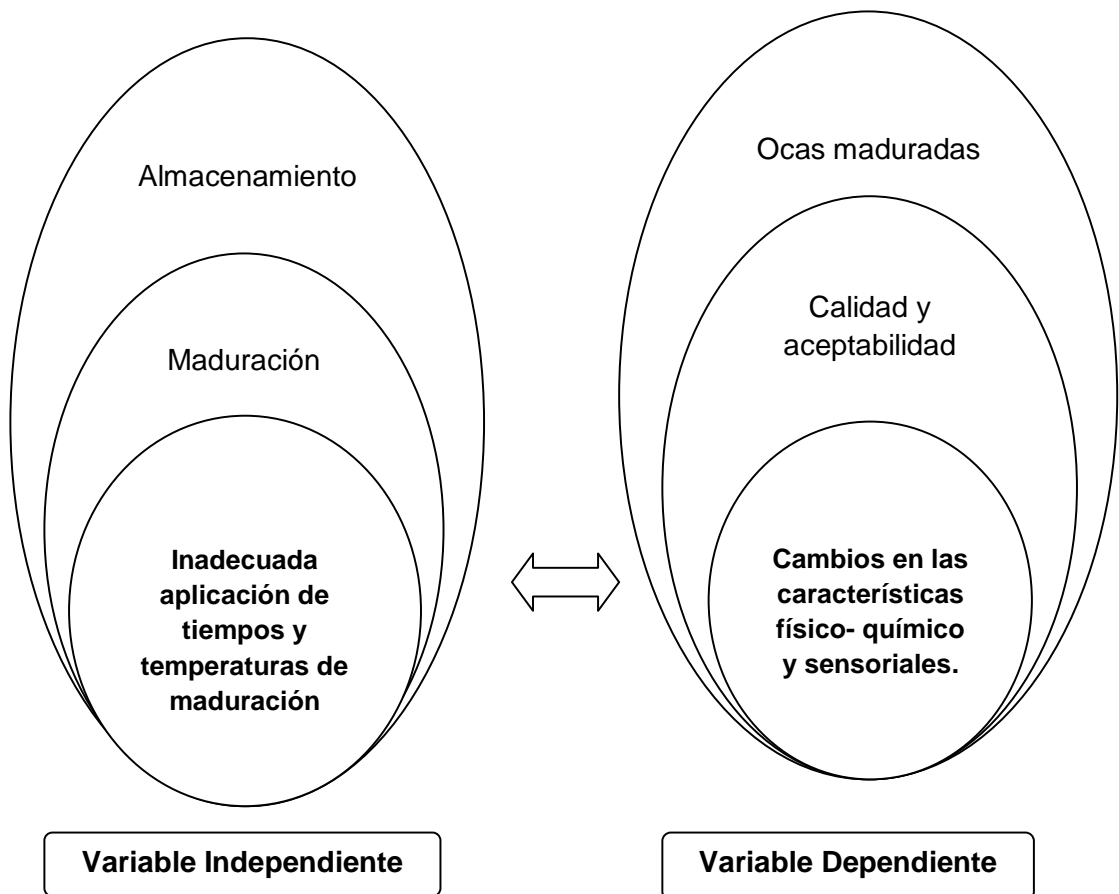 Almacenamiento
Maduración
Inadecuada
aplicación de
tiempos y
temperaturas de
maduración
Variable Independiente
Ocas maduradas
Calidad y
aceptabilidad
Cambios en las
características
físico- químico
y sensoriales.
Variable Dependiente